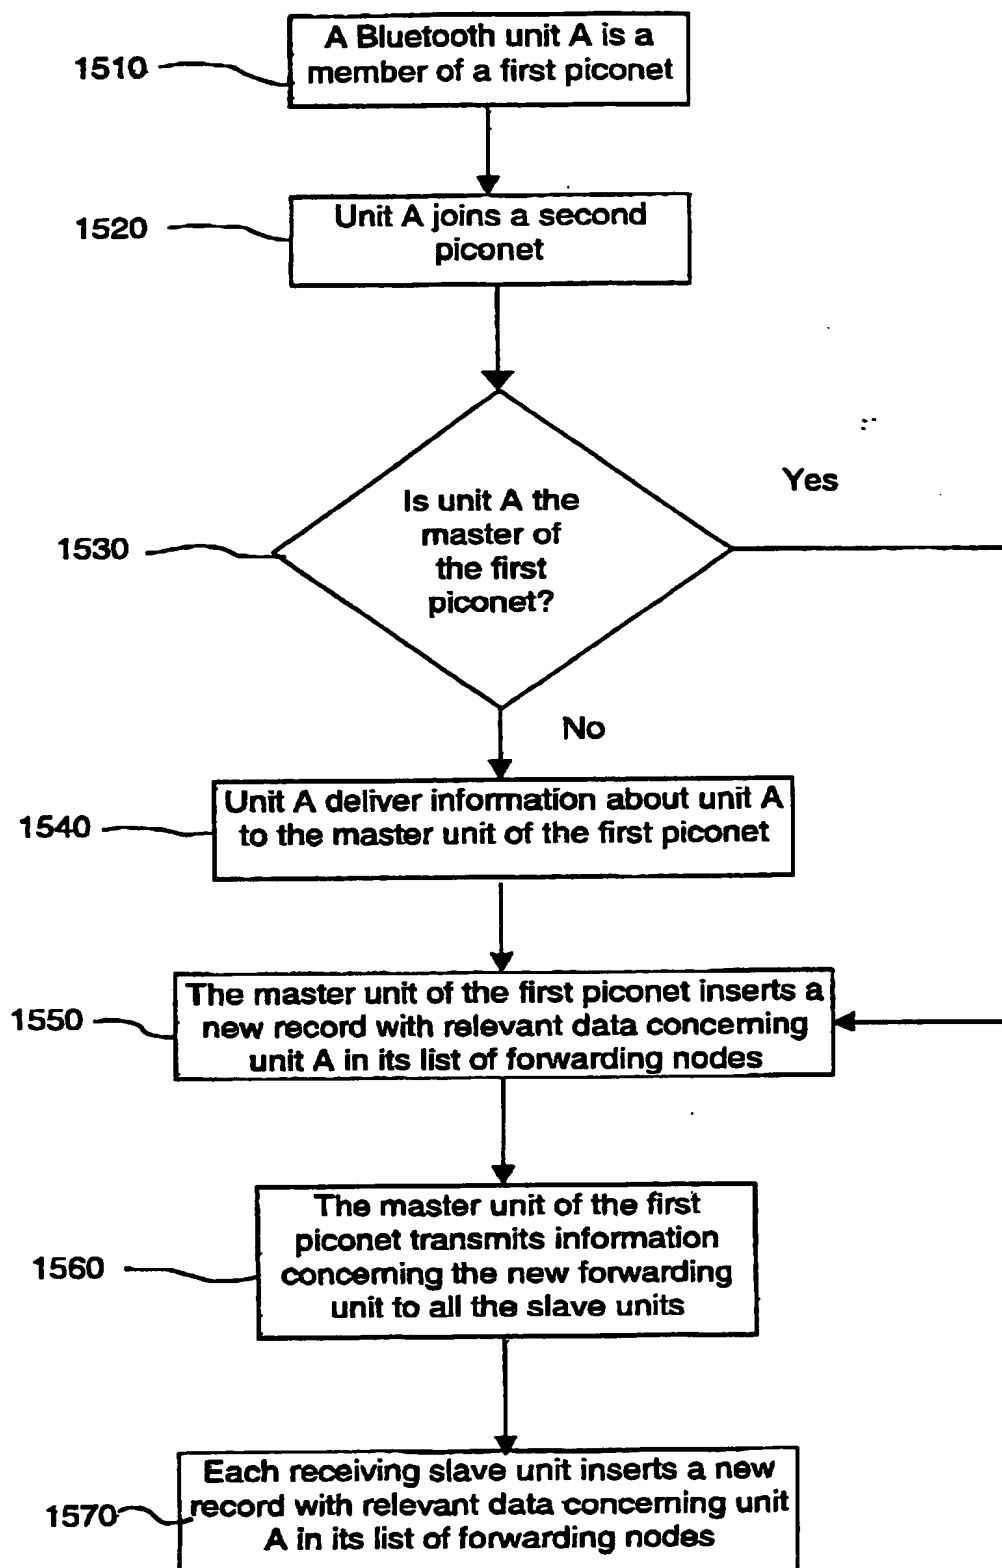 1510
A Bluetooth unit A is a
member of a first piconet
1520
Unit A joins a second
piconet
1530
Is unit A the
master of
the first
piconet?
Yes
No
1540
Unit A deliver information about unit A
to the master unit of the first piconet
1550
The master unit of the first piconet inserts a
new record with relevant data concerning
unit A in its list of forwarding nodes
1560
The master unit of the first
piconet transmits information
concerning the new forwarding
unit to all the slave units
1570
Each receiving slave unit inserts a new
record with relevant data concerning unit
A in its list of forwarding nodes